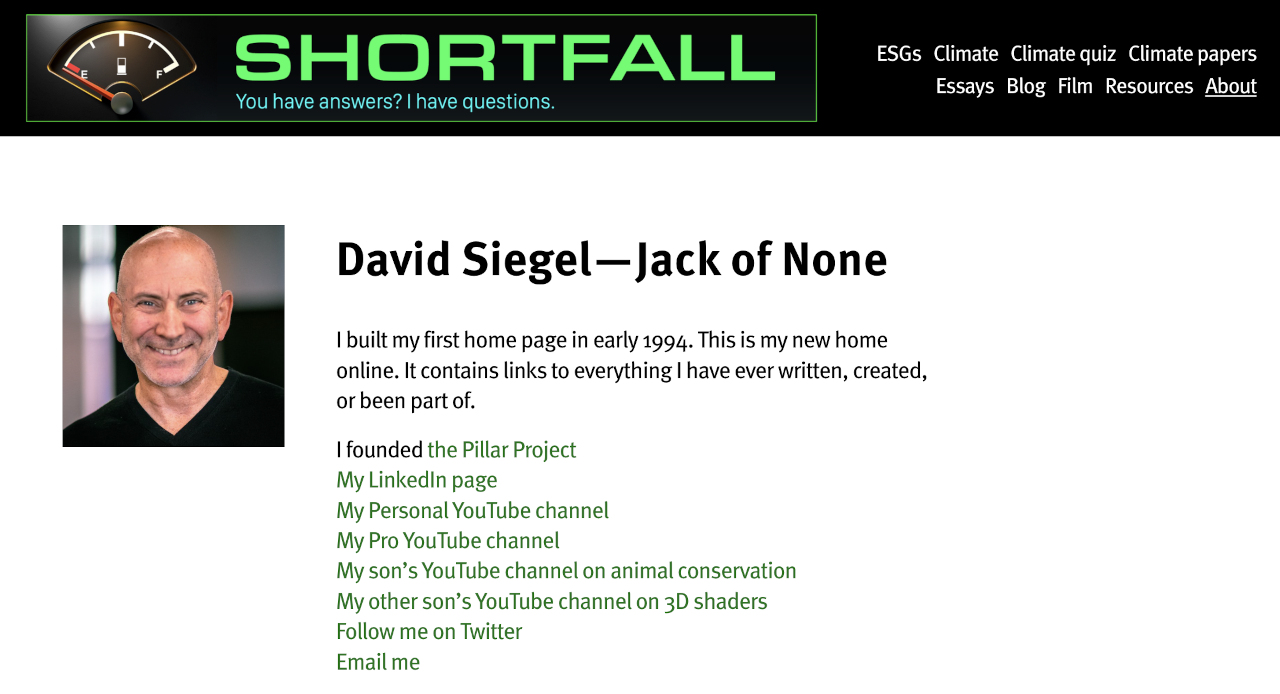 E F
SHORTFALL
You have answers? I have questions.
ESGs Climate Climate quiz Climate papers
Essays Blog Film Resources About
David Siegel—Jack of None
I built my first home page in early 1994. This is my new home
online. It contains links to everything I have ever written, created,
or been part of.
I founded the Pillar Project
My LinkedIn page
My Personal YouTube channel
My Pro YouTube channel
My son’s YouTube channel on animal conservation
My other son’s YouTube channel on 3D shaders
Follow me on Twitter
Email me